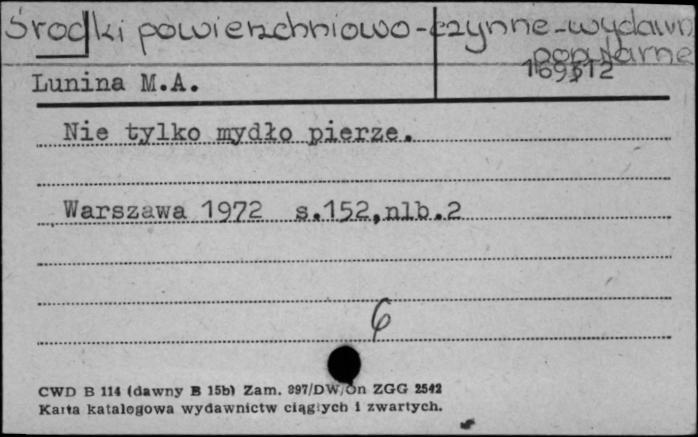 Środki powierzchniowo-czynne-wydawn.
popularne
Lunina M.A.
Nie tylko mydło pierze.
Warszawa 1972 s.152,nlb.2
6
CWD B 114 (dawny B 15b) Zam. 897/DW/On ZGG 2542
Karta katalogowa wydawnictw ciągłych i zwartych.